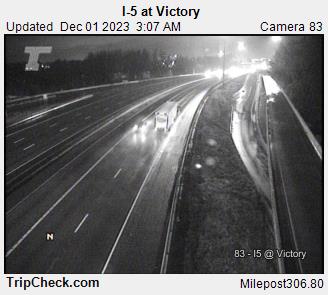 I-5 at Victory
Updated Dec 01 2023 3:07 AM Camera 83
T
N
83 - I5 @ Victory
TripCheck.com Milepost306.80